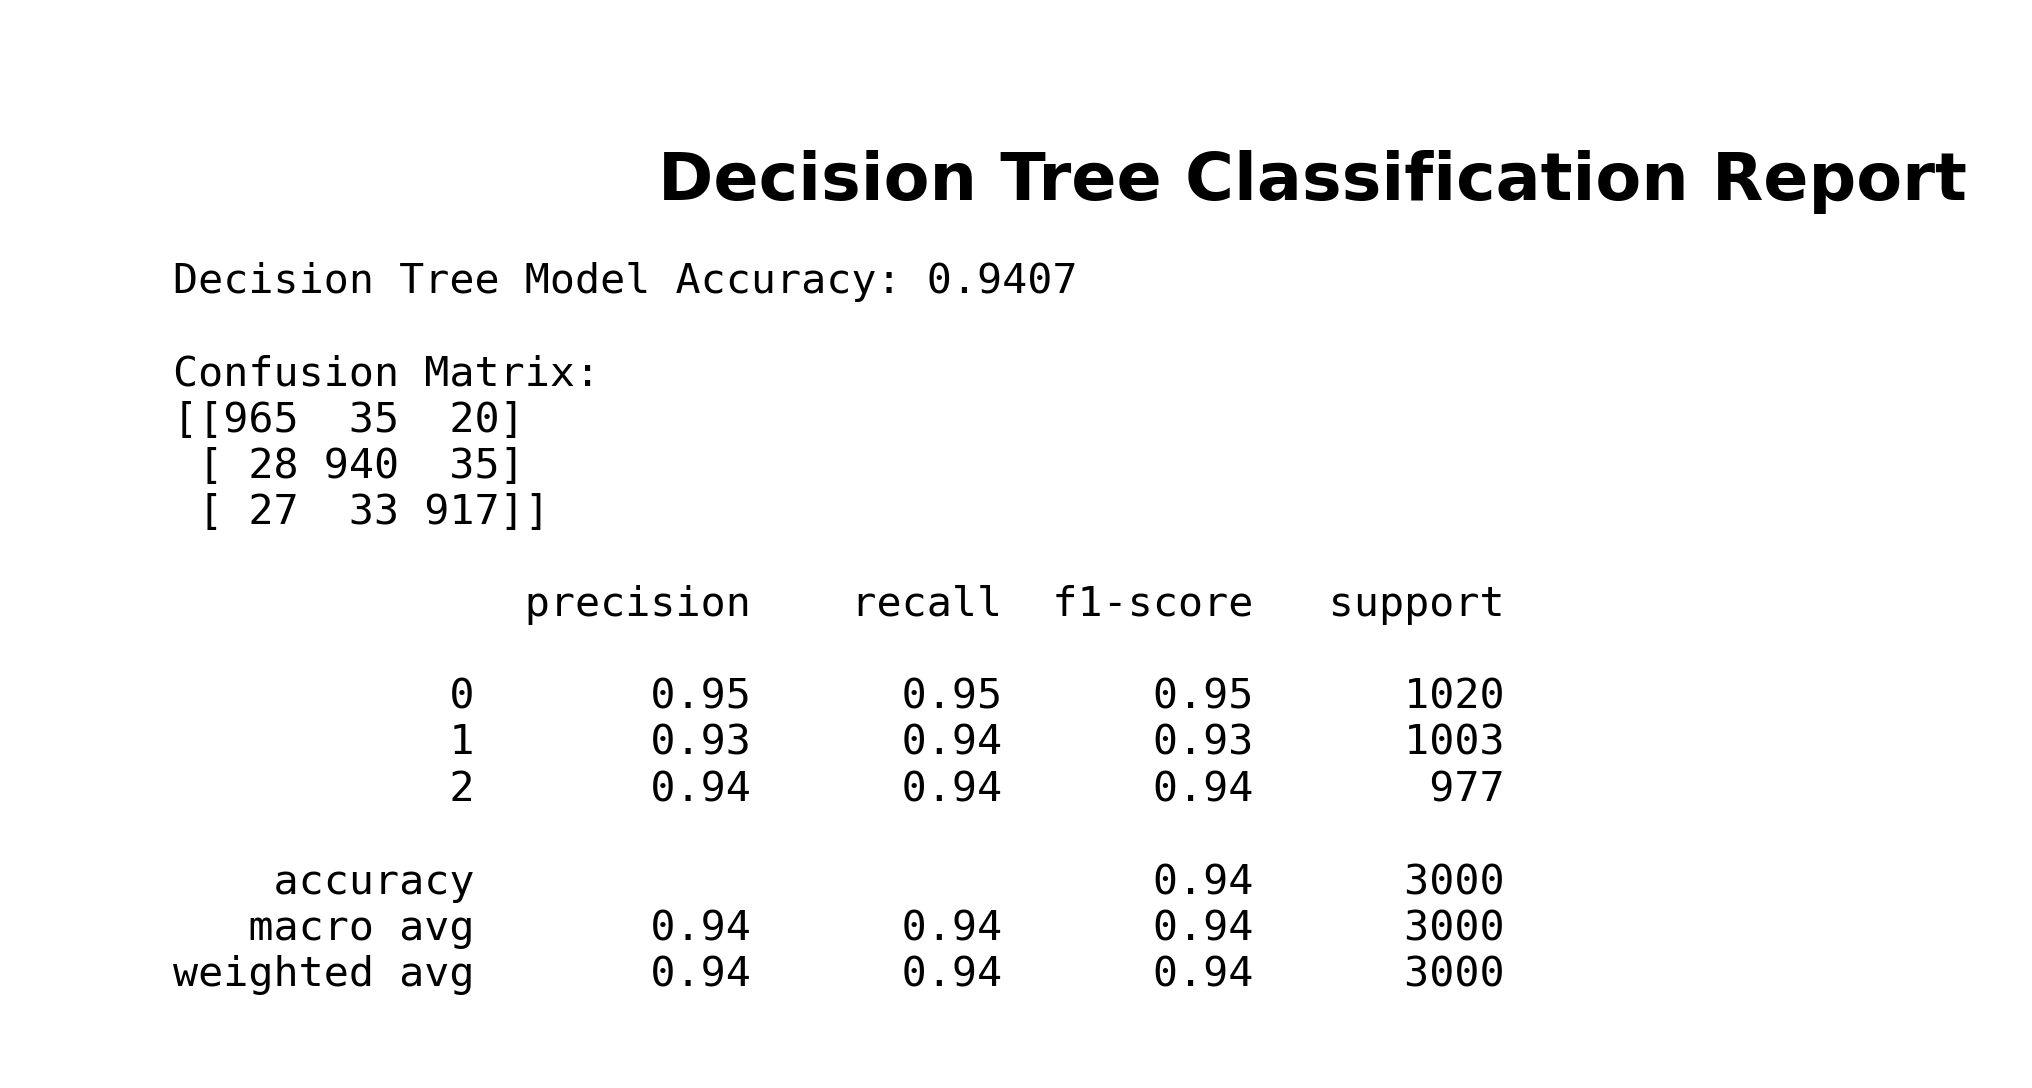 Decision Tree Classification Report
Decision Tree Model Accuracy: 0.9407
Confusion Matrix:
[[965  35  20]
 [ 28 940  35]
 [ 27  33 917]]
              precision    recall  f1-score   support
           0       0.95      0.95      0.95      1020
           1       0.93      0.94      0.93      1003
           2       0.94      0.94      0.94       977
    accuracy                           0.94      3000
   macro avg       0.94      0.94      0.94      3000
weighted avg       0.94      0.94      0.94      3000